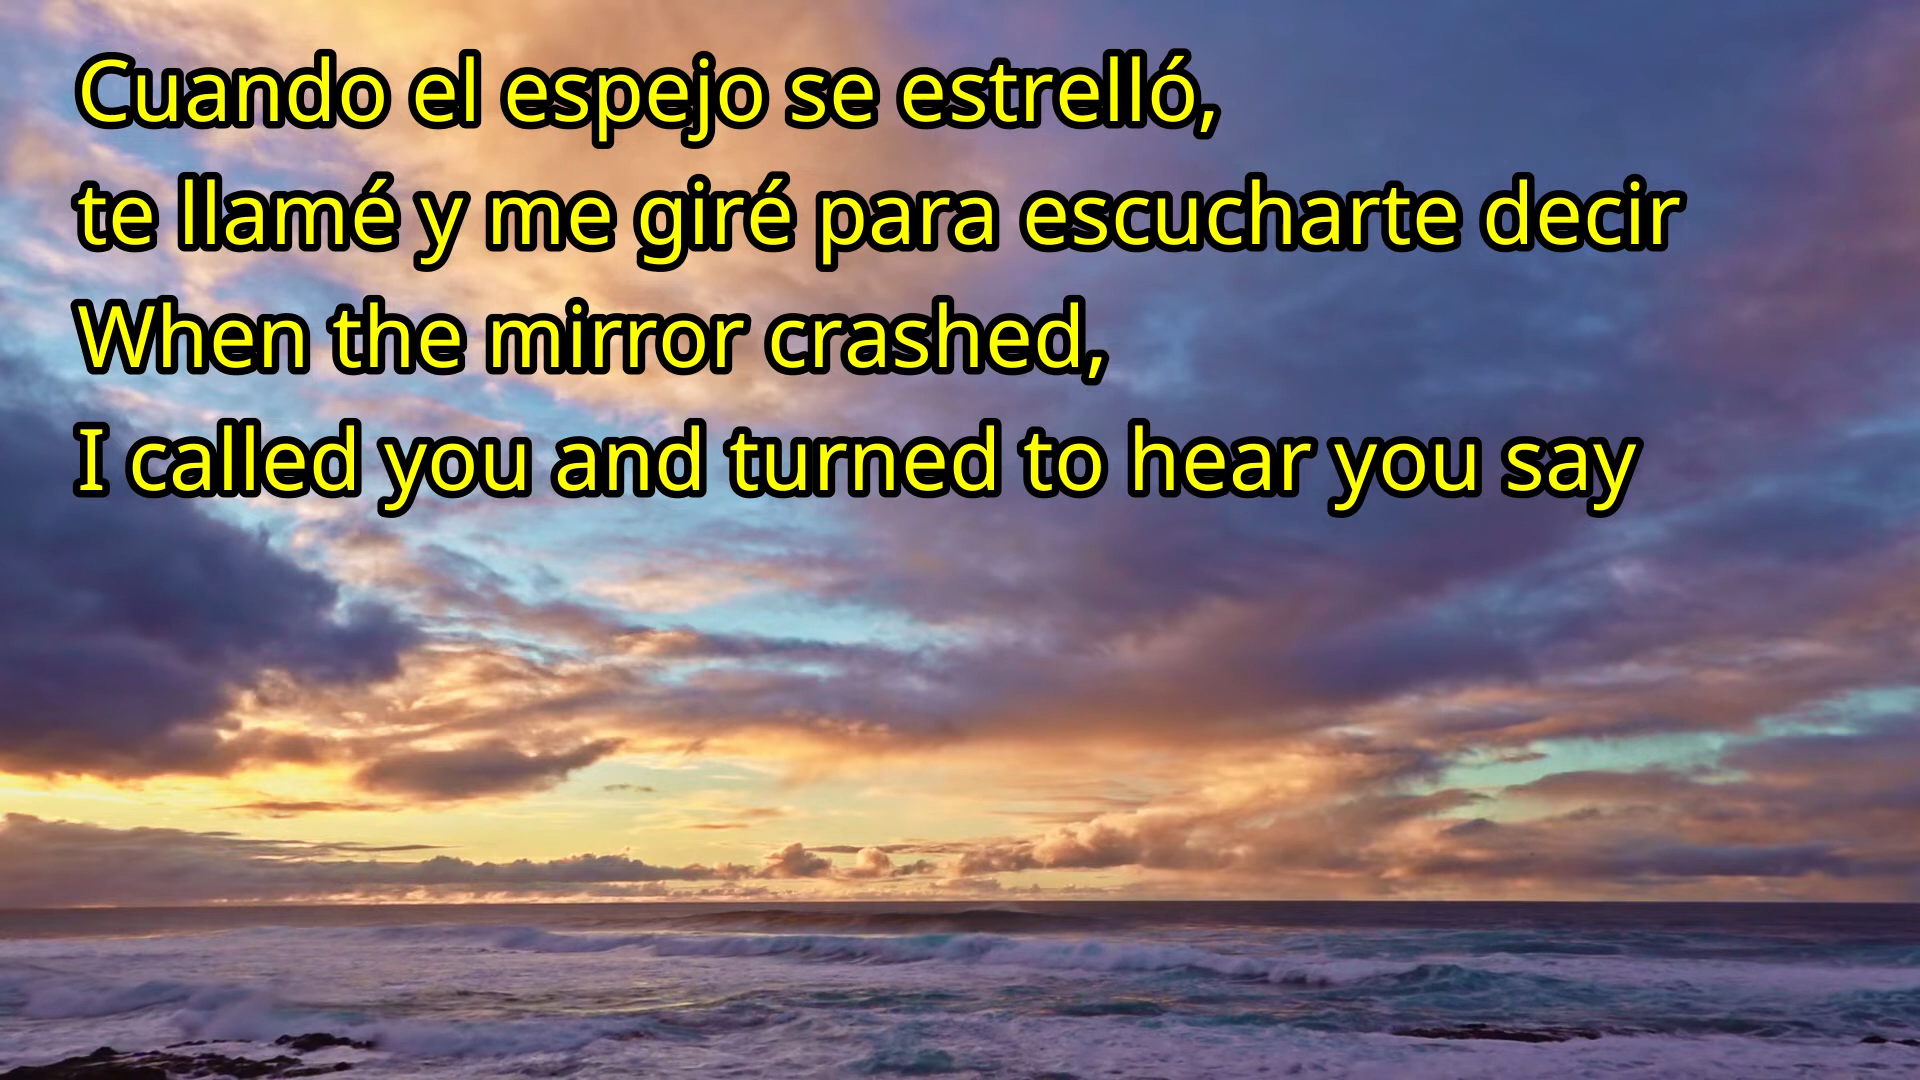 Cuando el espejo se estrelló,
te llamé y me giré para escucharte decir
When the mirror crashed,
I called you and turned to hear you say